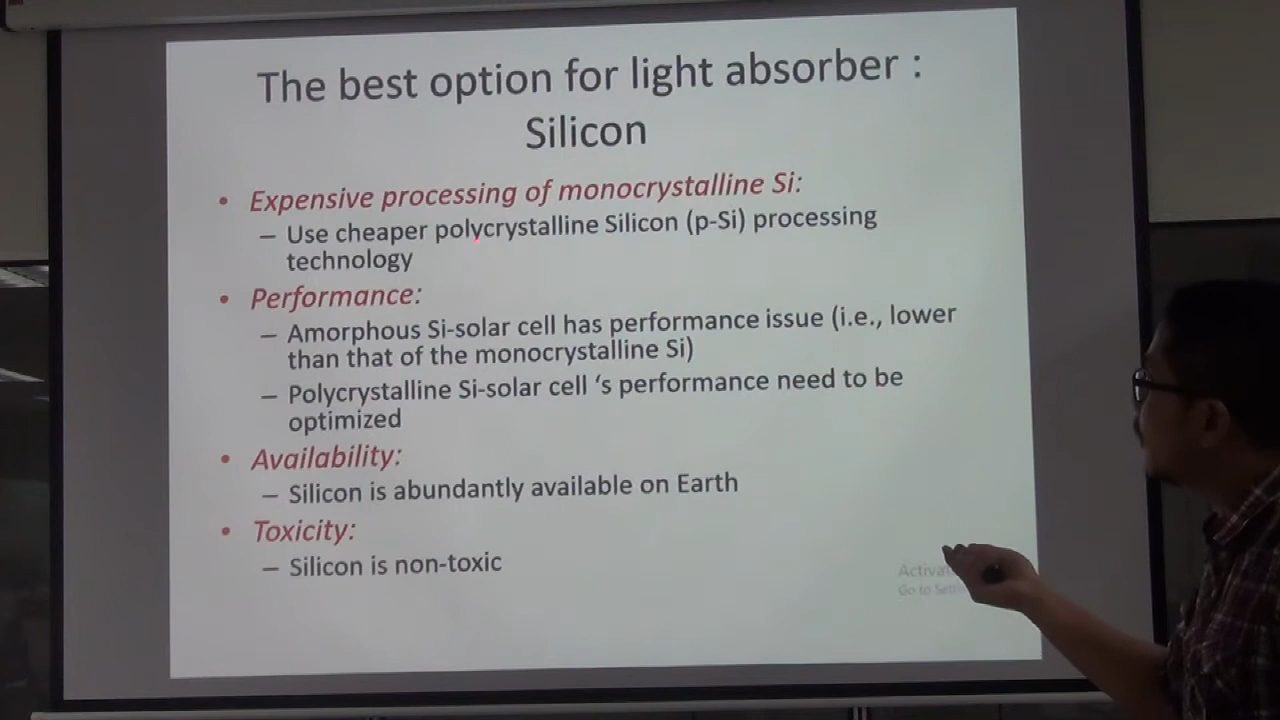 The best option for light absorber :
Silicon
• Expensive processing of monocrystalline Si:
– Use cheaper polycrystalline Silicon (p-Si) processing
technology
• Performance:
– Amorphous Si-solar cell has performance issue (i.e., lower
than that of the monocrystalline Si)
– Polycrystalline Si-solar cell ‘s performance need to be
optimized
• Availability:
– Silicon is abundantly available on Earth
• Toxicity:
– Silicon is non-toxic
Go to